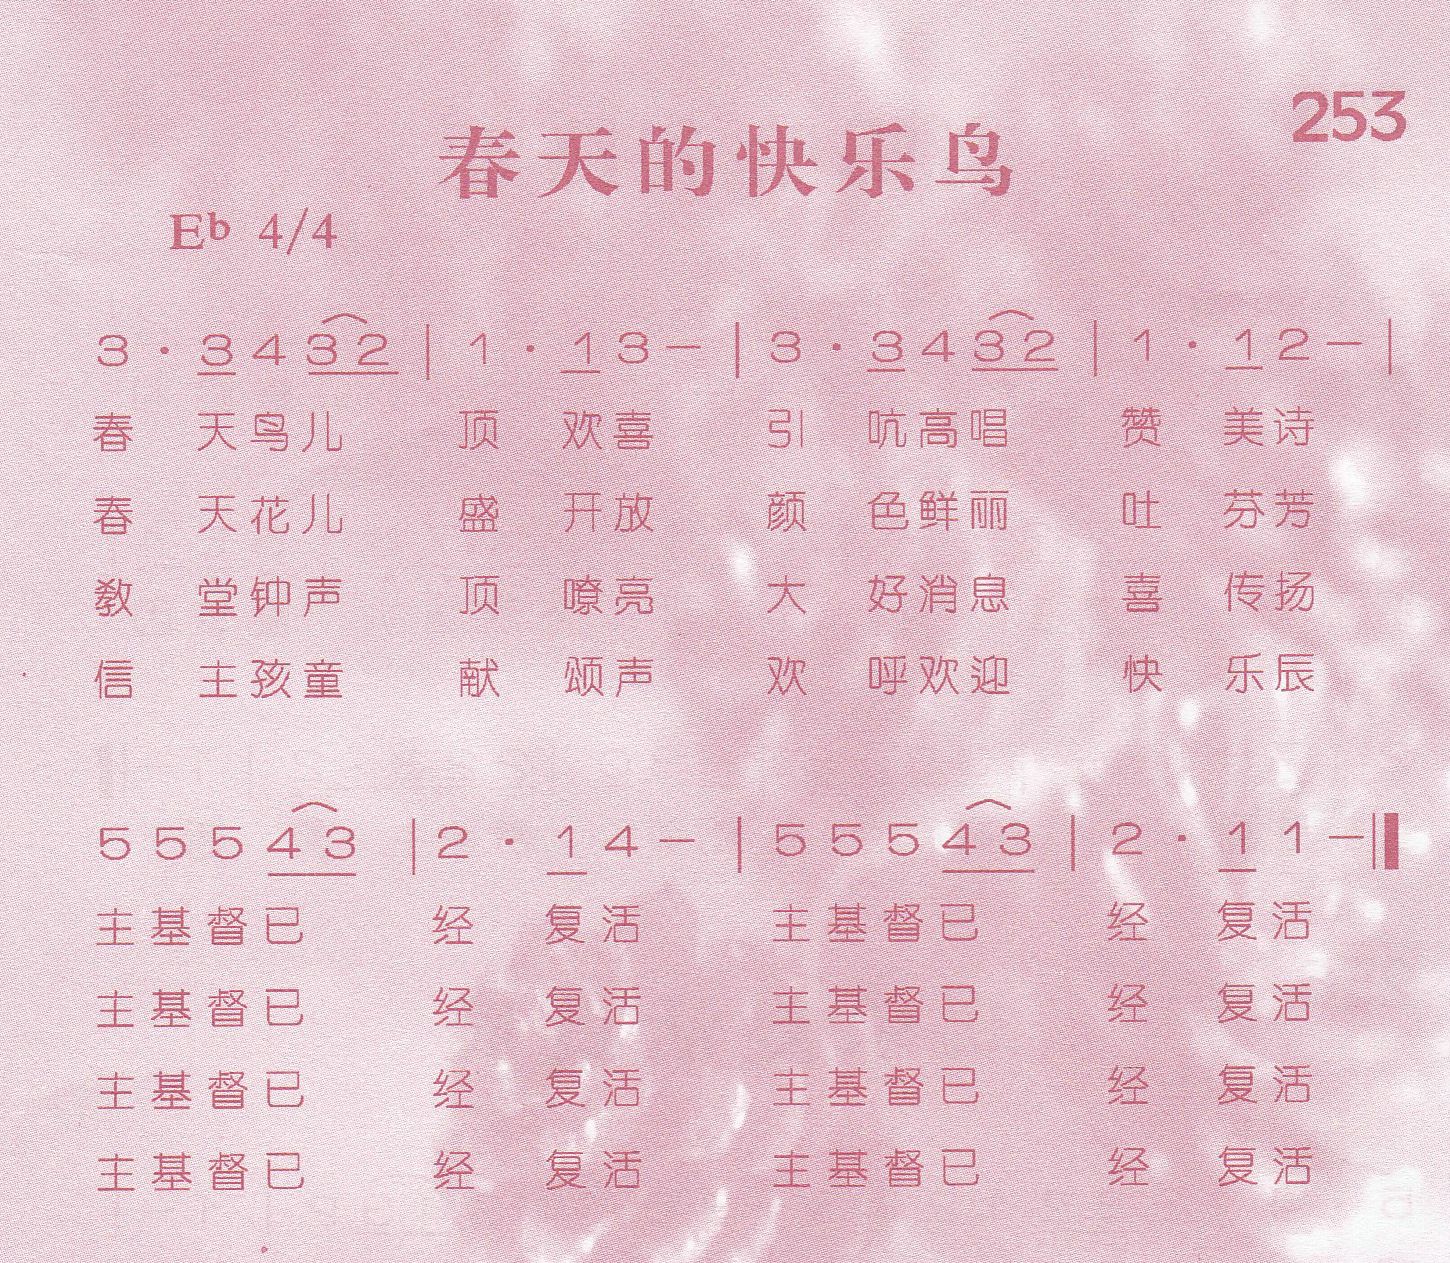 253
春天的快乐鸟
E♭ 4/4
3 · 3 4 3 2 | 1 · 1 3 — | 3 · 3 4 3 2 | 1 · 1 2 — |
春 天鸟儿 顶 欢喜 引 吭高唱 赞 美诗
春 天花儿 盛 开放 颜 色鲜丽 吐 芬芳
教 堂钟声 顶 嘹亮 大 好消息 喜 传扬
信 主孩童 献 颂声 欢 呼欢迎 快 乐辰
5 5 5 4 3 | 2 · 1 4 — | 5 5 5 4 3 | 2 · 1 1 — ‖
主基督已 经 复活 主基督已 经 复活
主基督已 经 复活 主基督已 经 复活
主基督已 经 复活 主基督已 经 复活
主基督已 经 复活 主基督已 经 复活